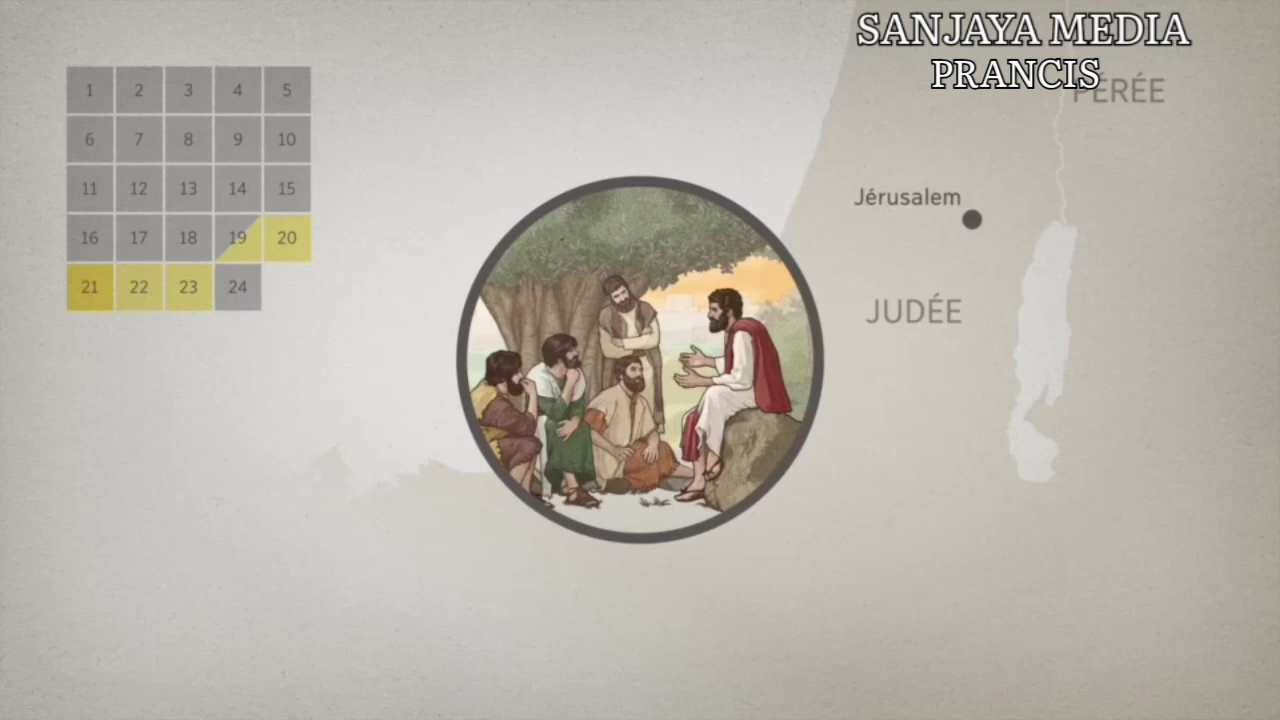 SANJAYA MEDIA
PRANCIS
PÉRÉE
1 2 3 4 5
6 7 8 9 10
11 12 13 14 15
16 17 18 19 20
21 22 23 24
Jérusalem
JUDÉE